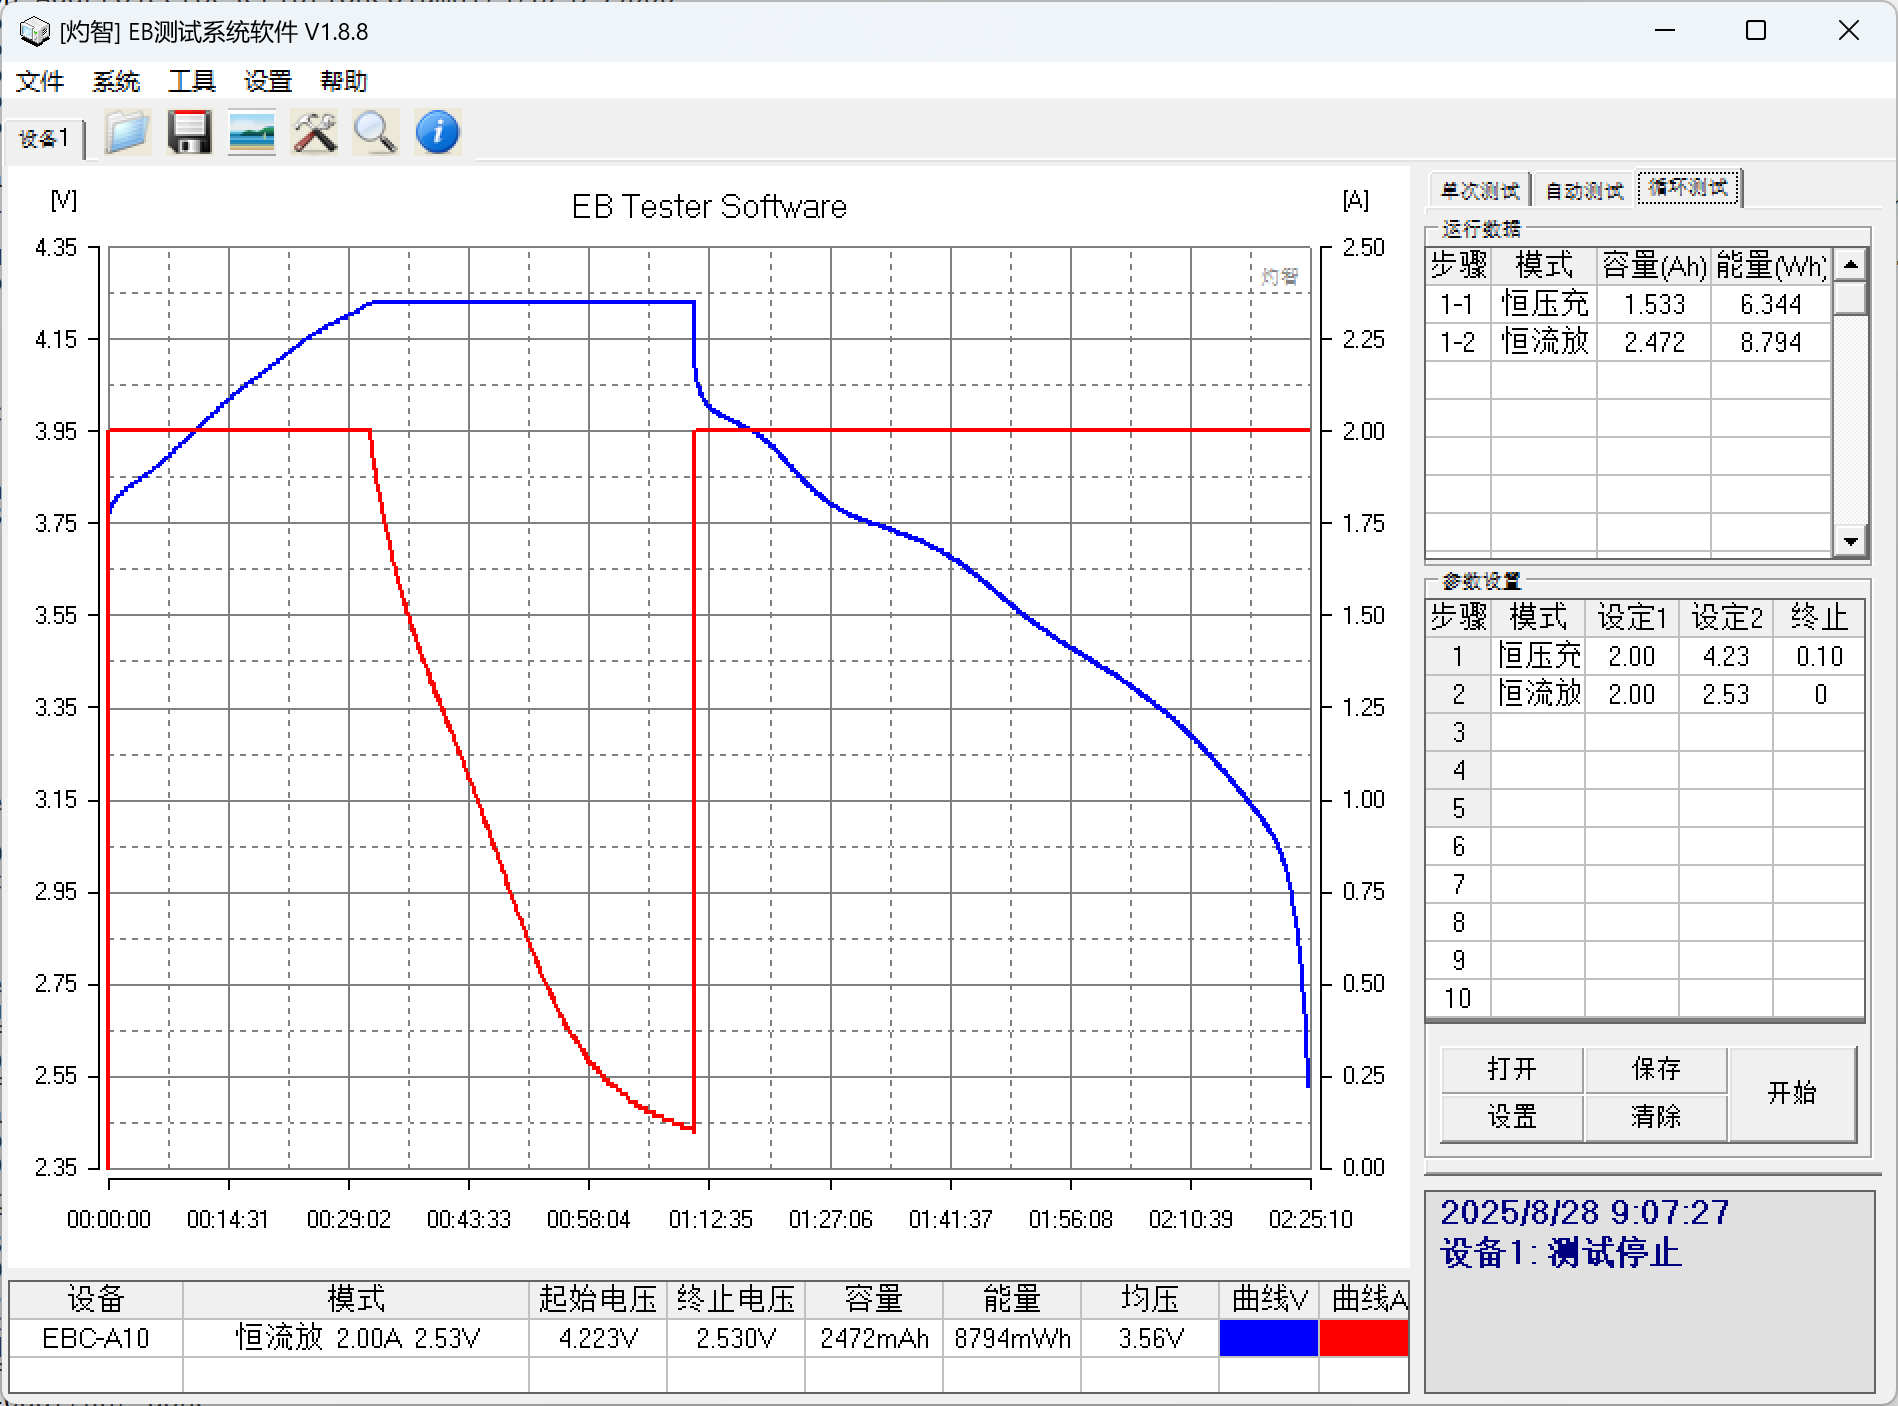 [灼智] EB测试系统软件 V1.8.8
文件 系统 工具 设置 帮助
设备1
[V] EB Tester Software [A]
灼智
4.35 2.50
4.15 2.25
3.95 2.00
3.75 1.75
3.55 1.50
3.35 1.25
3.15 1.00
2.95 0.75
2.75 0.50
2.55 0.25
2.35 0.00
00:00:00 00:14:31 00:29:02 00:43:33 00:58:04 01:12:35 01:27:06 01:41:37 01:56:08 02:10:39 02:25:10
设备 模式 起始电压 终止电压 容量 能量 均压 曲线V 曲线A
EBC-A10 恒流放 2.00A 2.53V 4.223V 2.530V 2472mAh 8794mWh 3.56V
单次测试 自动测试 循环测试
运行数据
步骤 模式 容量(Ah) 能量(Wh)
1-1 恒压充 1.533 6.344
1-2 恒流放 2.472 8.794
参数设置
步骤 模式 设定1 设定2 终止
1 恒压充 2.00 4.23 0.10
2 恒流放 2.00 2.53 0
3
4
5
6
7
8
9
10
打开 保存 开始
设置 清除
2025/8/28 9:07:27
设备1: 测试停止